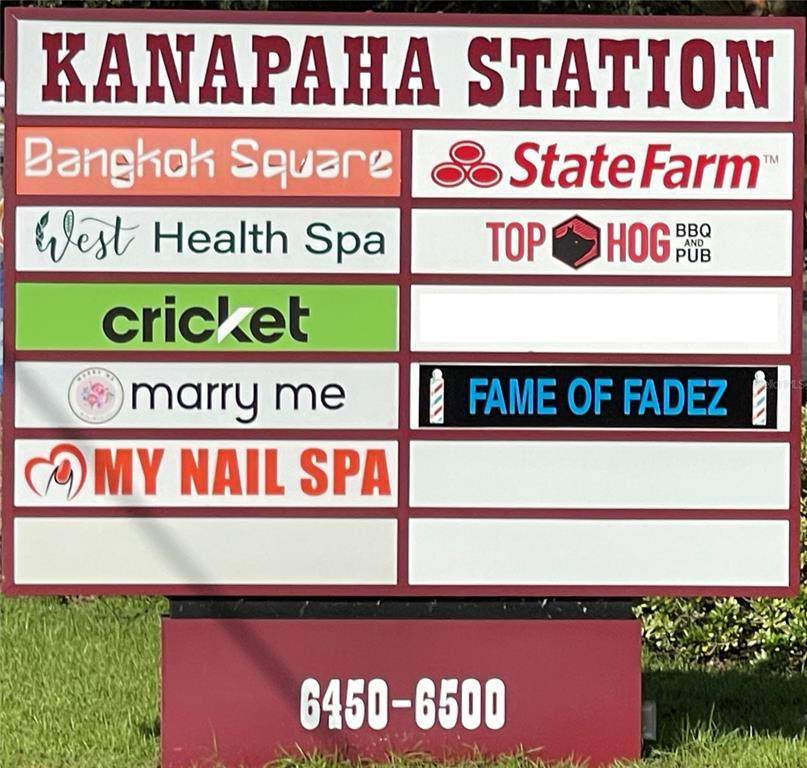 KANAPAHA STATION
Bangkok Square
StateFarm™
West Health Spa
TOP HOG BBQ AND PUB
cricket
marry me
FAME OF FADEZ
MY NAIL SPA
6450-6500